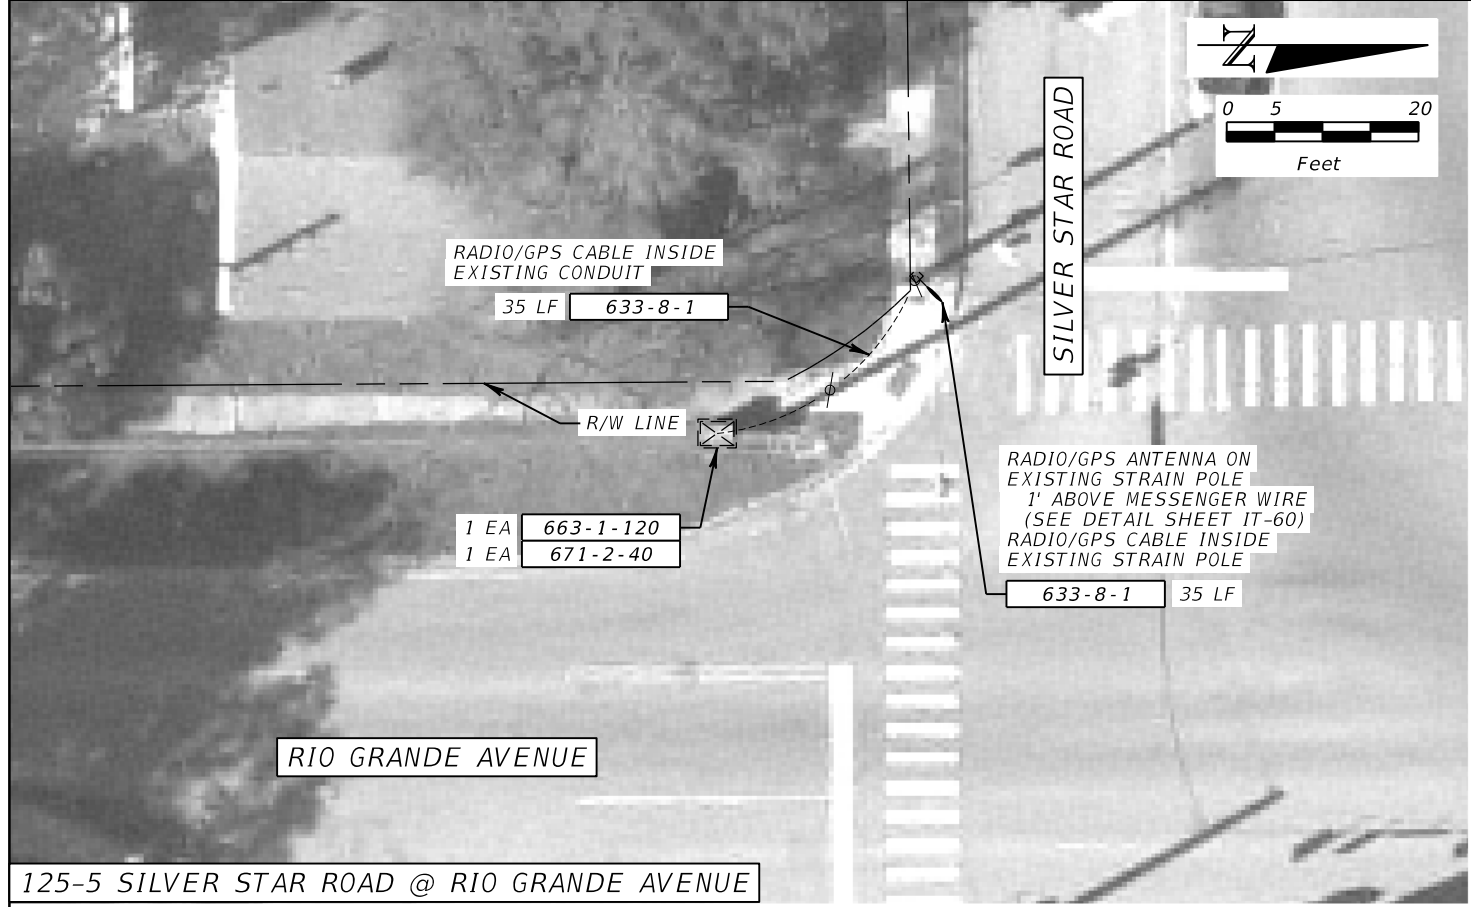 N
0 5 20
Feet
SILVER STAR ROAD
RADIO/GPS CABLE INSIDE
EXISTING CONDUIT
35 LF 633-8-1
R/W LINE
1 EA 663-1-120
1 EA 671-2-40
RADIO/GPS ANTENNA ON
EXISTING STRAIN POLE
1' ABOVE MESSENGER WIRE
(SEE DETAIL SHEET IT-60)
RADIO/GPS CABLE INSIDE
EXISTING STRAIN POLE
633-8-1 35 LF
RIO GRANDE AVENUE
125-5 SILVER STAR ROAD @ RIO GRANDE AVENUE